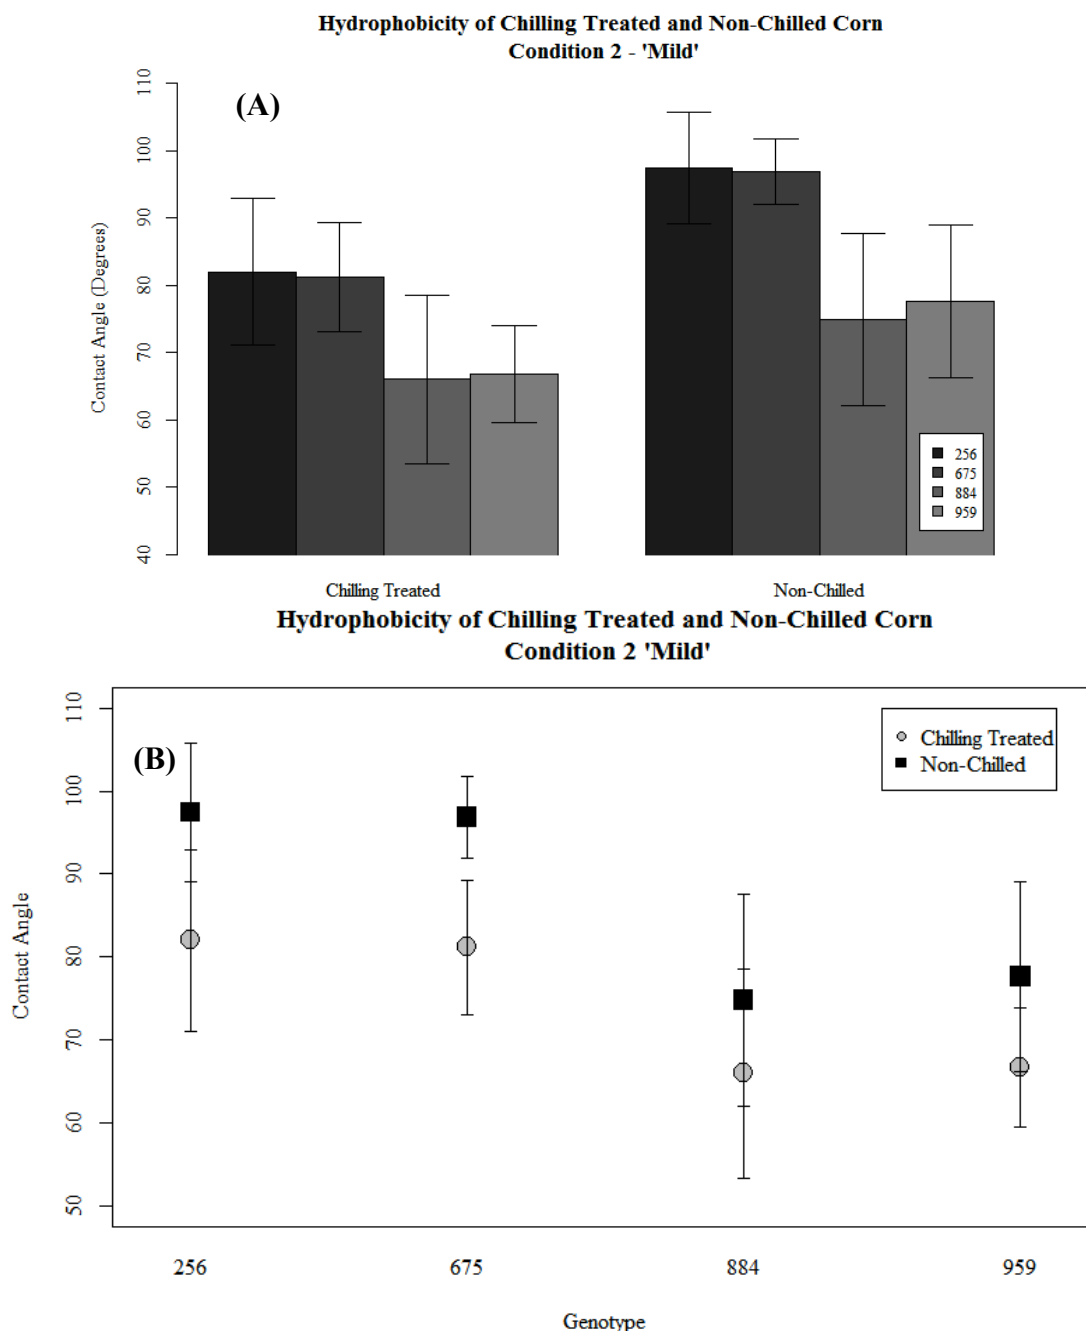 Hydrophobicity of Chilling Treated and Non-Chilled Corn
Condition 2 - 'Mild'
(A)
Contact Angle (Degrees)
110
100
90
80
70
60
50
40
256
675
884
959
Chilling Treated
Non-Chilled
Hydrophobicity of Chilling Treated and Non-Chilled Corn
Condition 2 'Mild'
(B)
Contact Angle
110
100
90
80
70
60
50
Chilling Treated
Non-Chilled
256
675
884
959
Genotype